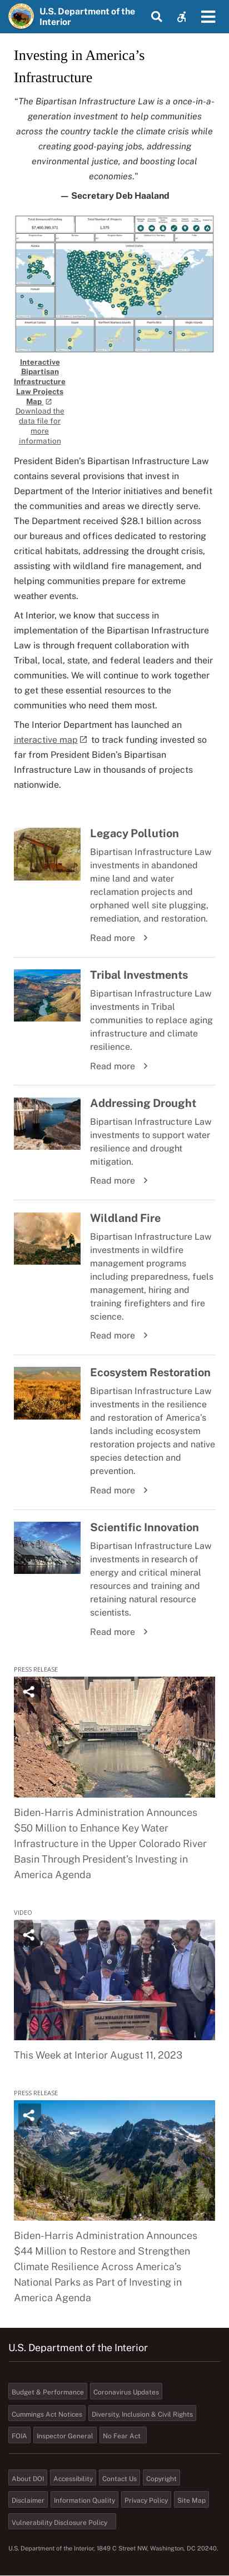 U.S. Department of the
Interior
Investing in America’s
Infrastructure
“The Bipartisan Infrastructure Law is a once-in-a-
generation investment to help communities
across the country tackle the climate crisis while
creating good-paying jobs, addressing
environmental justice, and boosting local
economies.”
— Secretary Deb Haaland
Interactive
Bipartisan
Infrastructure
Law Projects
Map
Download the
data file for
more
information
President Biden’s Bipartisan Infrastructure Law
contains several provisions that invest in
Department of the Interior initiatives and benefit
the communities and areas we directly serve.
The Department received $28.1 billion across
our bureaus and offices dedicated to restoring
critical habitats, addressing the drought crisis,
assisting with wildland fire management, and
helping communities prepare for extreme
weather events.
At Interior, we know that success in
implementation of the Bipartisan Infrastructure
Law is through frequent collaboration with
Tribal, local, state, and federal leaders and their
communities. We will continue to work together
to get these essential resources to the
communities who need them most.
The Interior Department has launched an
interactive map to track funding invested so
far from President Biden’s Bipartisan
Infrastructure Law in thousands of projects
nationwide.
Legacy Pollution
Bipartisan Infrastructure Law
investments in abandoned
mine land and water
reclamation projects and
orphaned well site plugging,
remediation, and restoration.
Read more
Tribal Investments
Bipartisan Infrastructure Law
investments in Tribal
communities to replace aging
infrastructure and climate
resilience.
Read more
Addressing Drought
Bipartisan Infrastructure Law
investments to support water
resilience and drought
mitigation.
Read more
Wildland Fire
Bipartisan Infrastructure Law
investments in wildfire
management programs
including preparedness, fuels
management, hiring and
training firefighters and fire
science.
Read more
Ecosystem Restoration
Bipartisan Infrastructure Law
investments in the resilience
and restoration of America’s
lands including ecosystem
restoration projects and native
species detection and
prevention.
Read more
Scientific Innovation
Bipartisan Infrastructure Law
investments in research of
energy and critical mineral
resources and training and
retaining natural resource
scientists.
Read more
PRESS RELEASE
Biden-Harris Administration Announces
$50 Million to Enhance Key Water
Infrastructure in the Upper Colorado River
Basin Through President’s Investing in
America Agenda
VIDEO
This Week at Interior August 11, 2023
PRESS RELEASE
Biden-Harris Administration Announces
$44 Million to Restore and Strengthen
Climate Resilience Across America’s
National Parks as Part of Investing in
America Agenda
U.S. Department of the Interior
Budget & Performance Coronavirus Updates
Cummings Act Notices Diversity, Inclusion & Civil Rights
FOIA Inspector General No Fear Act
About DOI Accessibility Contact Us Copyright
Disclaimer Information Quality Privacy Policy Site Map
Vulnerability Disclosure Policy
U.S. Department of the Interior, 1849 C Street NW, Washington, DC 20240.